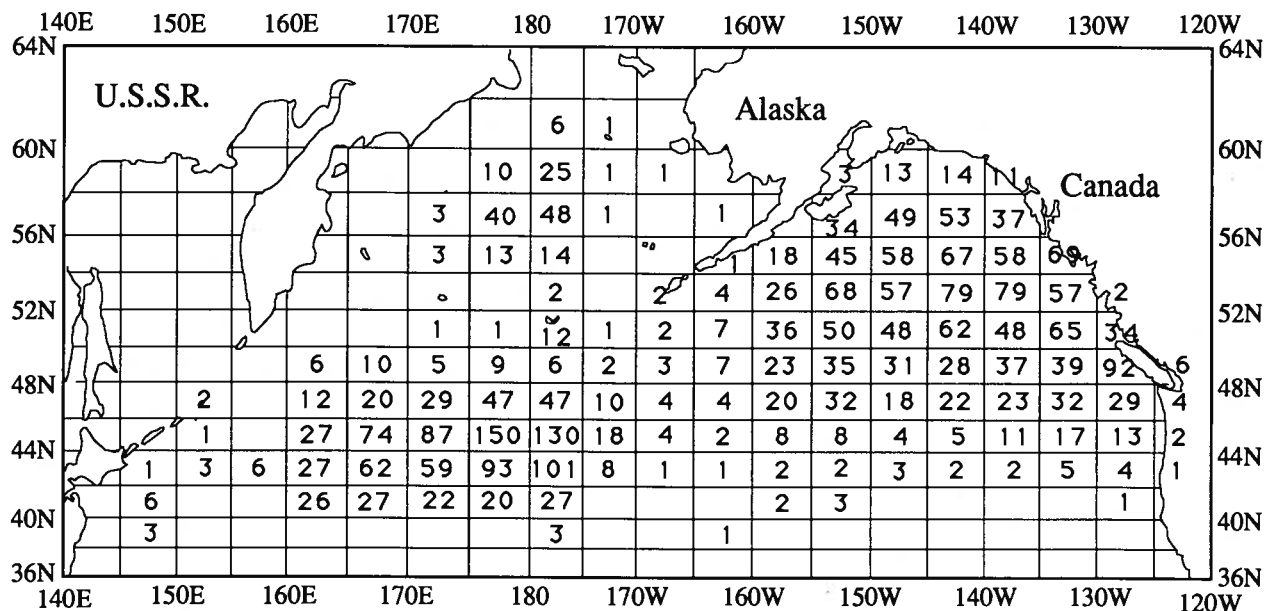 140E 150E 160E 170E 180 170W 160W 150W 140W 130W 120W
64N 64N
U.S.S.R. Alaska
6 1
60N 60N
10 25 1 1 3 13 14 11 Canada
3 40 48 1 1 34 49 53 37
56N 56N
3 13 14 1 18 45 58 67 58 69
2 2 4 26 68 57 79 79 57 2
52N 52N
1 1 12 1 2 7 36 50 48 62 48 65 34
6 10 5 9 6 2 3 7 23 35 31 28 37 39 92 6
48N 48N
2 12 20 29 47 47 10 4 4 20 32 18 22 23 32 29 4
1 27 74 87 150 130 18 4 2 8 8 4 5 11 17 13 2
44N 44N
1 3 6 27 62 59 93 101 8 1 1 2 2 3 2 2 5 4 1
6 26 27 22 20 27 2 3 1
40N 40N
3 3 1
36N 36N
140E 150E 160E 170E 180 170W 160W 150W 140W 130W 120W